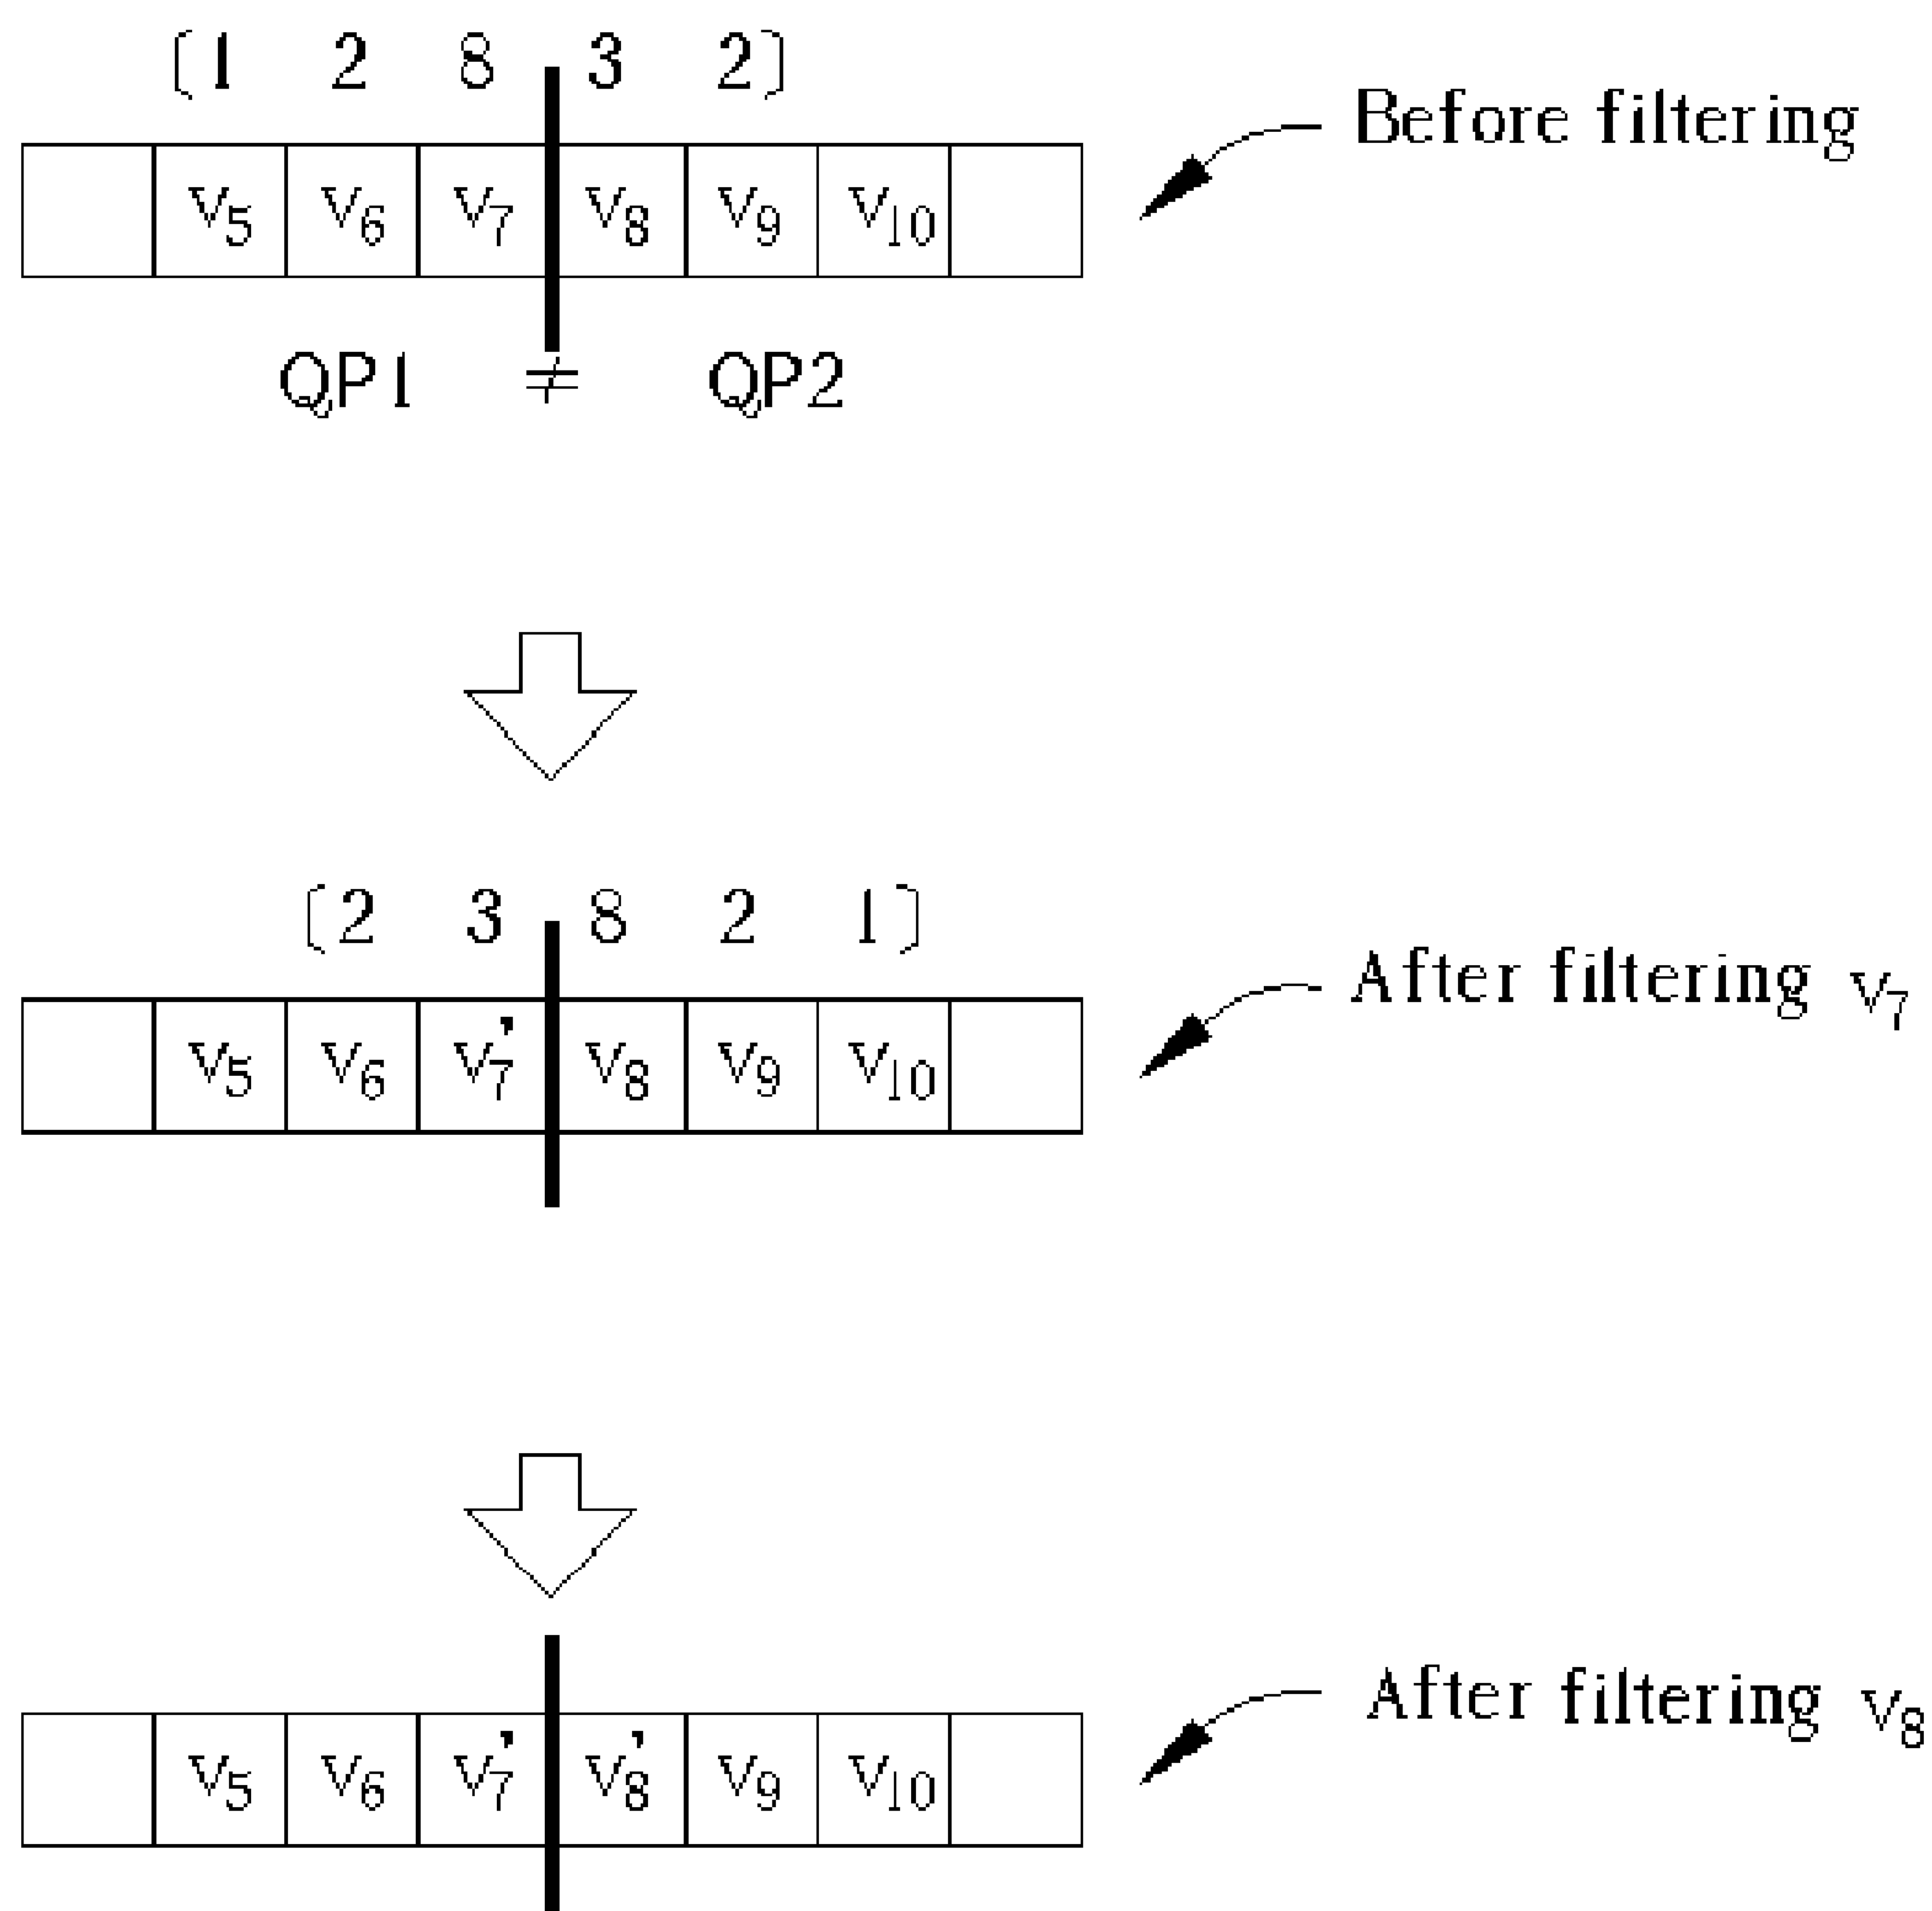 (1 2 8 3 2)
Before filtering
v5 v6 v7 v8 v9 v10
QP1 ≠ QP2
(2 3 8 2 1)
After filtering v7
v5 v6 v7' v8 v9 v10
After filtering v8
v5 v6 v7' v8' v9 v10